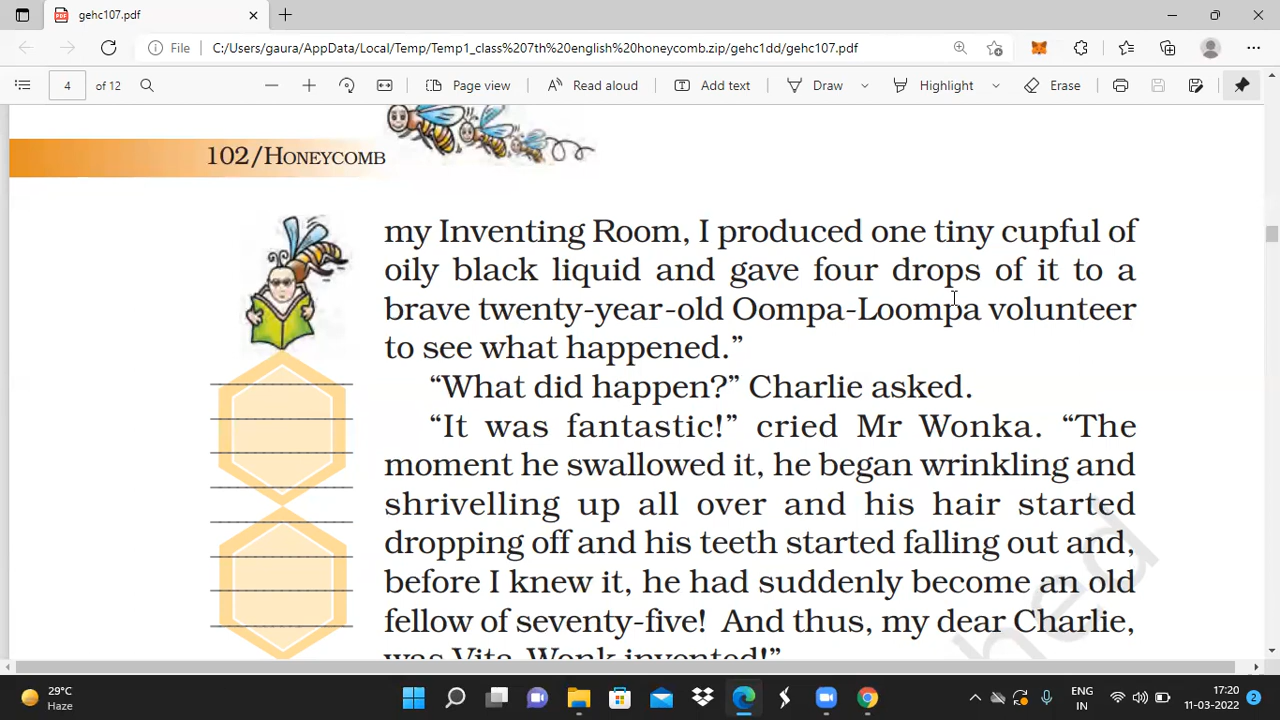 gehc107.pdf
File C:/Users/gaura/AppData/Local/Temp/Temp1_class%207th%20english%20honeycomb.zip/gehc1dd/gehc107.pdf
4 of 12 Page view Read aloud Add text Draw Highlight Erase
102/HONEYCOMB
my Inventing Room, I produced one tiny cupful of
oily black liquid and gave four drops of it to a
brave twenty-year-old Oompa-Loompa volunteer
to see what happened.”
“What did happen?” Charlie asked.
“It was fantastic!” cried Mr Wonka. “The
moment he swallowed it, he began wrinkling and
shrivelling up all over and his hair started
dropping off and his teeth started falling out and,
before I knew it, he had suddenly become an old
fellow of seventy-five! And thus, my dear Charlie,
was Vita-Wonk invented!”
hed
29°C
Haze
ENG
IN
17:20
11-03-2022
2